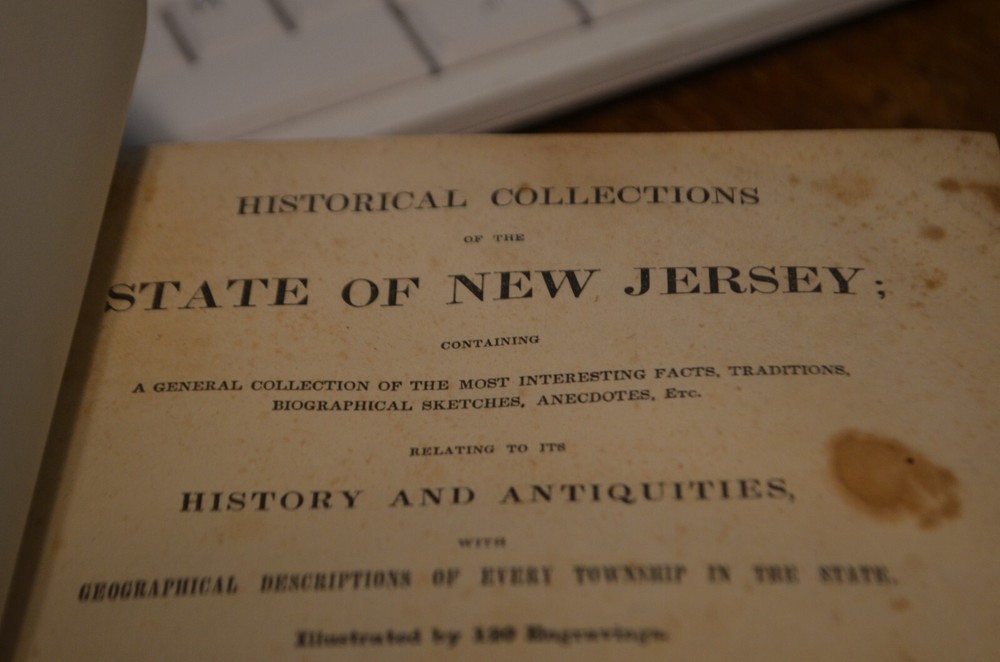 HISTORICAL COLLECTIONS
OF THE
STATE OF NEW JERSEY;
CONTAINING
A GENERAL COLLECTION OF THE MOST INTERESTING FACTS, TRADITIONS,
BIOGRAPHICAL SKETCHES, ANECDOTES, ETC.
RELATING TO ITS
HISTORY AND ANTIQUITIES,
WITH
GEOGRAPHICAL DESCRIPTIONS OF EVERY TOWNSHIP IN THE STATE.
Illustrated by 120 Engravings.